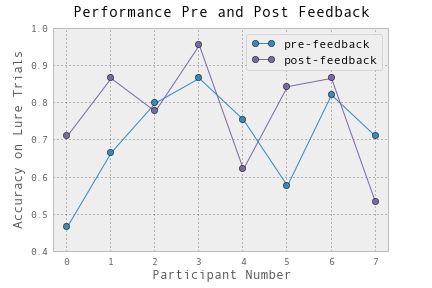 Performance Pre and Post Feedback
pre-feedback
post-feedback
Accuracy on Lure Trials
1.0
0.9
0.8
0.7
0.6
0.5
0.4
0 1 2 3 4 5 6 7
Participant Number